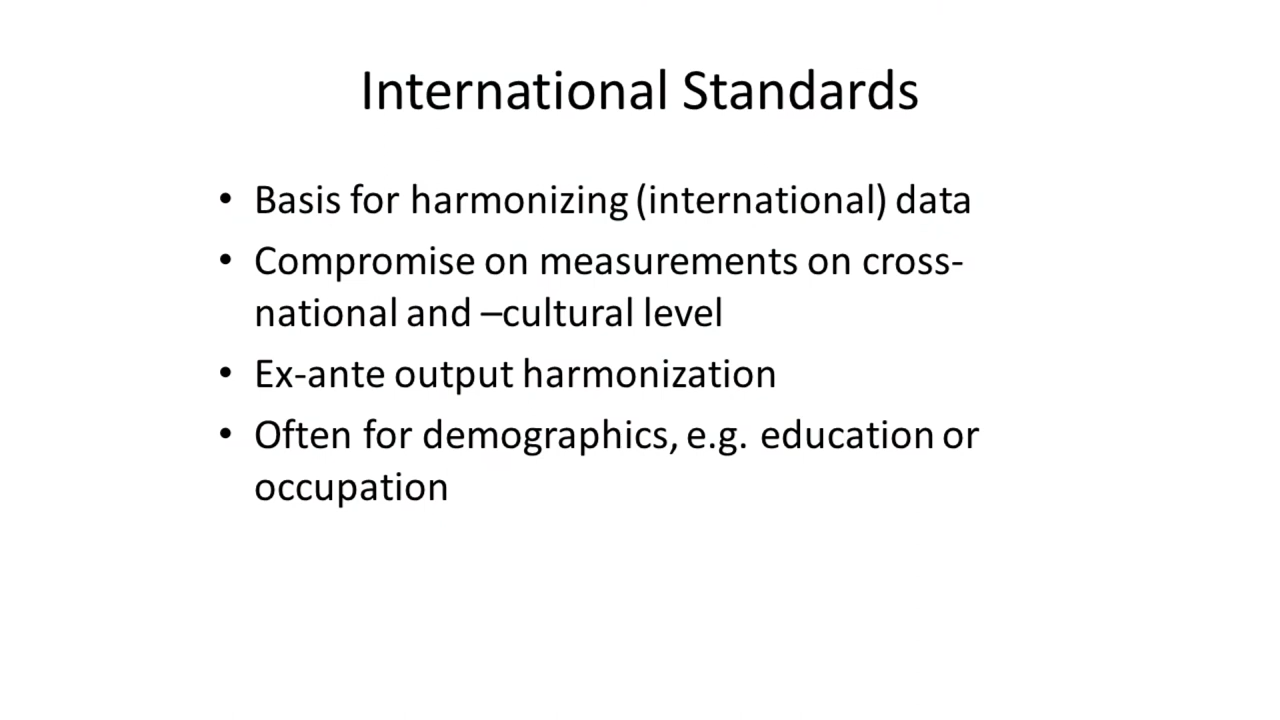 International Standards
• Basis for harmonizing (international) data
• Compromise on measurements on cross-
national and –cultural level
• Ex-ante output harmonization
• Often for demographics, e.g. education or
occupation